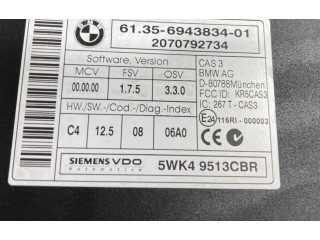 BMW
61.35-6943834-01
2070792734
Software, Version
MCV FSV OSV
00.00.00 1.7.5 3.3.0
HW.-/SW.-/Cod.-/Diag.-Index
C4 12.5 08 06A0
CAS 3
BMW AG
D-80788München
FCC ID: KR5CAS3
IC: 267 T - CAS3
E24 116RI - 000003
SIEMENS VDO
Automotive
5WK4 9513CBR